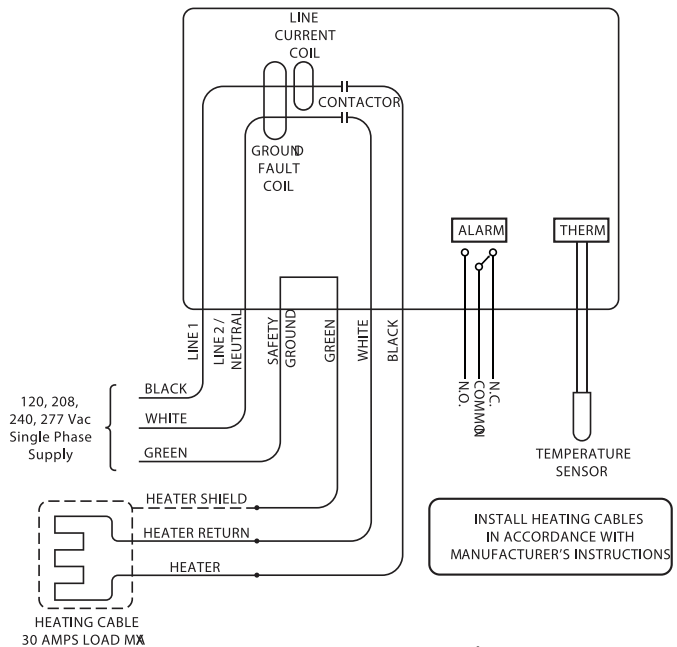 LINE
CURRENT
COIL
CONTACTOR
GROUND
FAULT
COIL
ALARM
THERM
LINE 1
LINE 2 /
NEUTRAL
SAFETY
GROUND
GREEN
WHITE
BLACK
N.O.
COMMON
N.C.
120, 208,
240, 277 Vac
Single Phase
Supply
BLACK
WHITE
GREEN
TEMPERATURE
SENSOR
HEATER SHIELD
HEATER RETURN
HEATER
INSTALL HEATING CABLES
IN ACCORDANCE WITH
MANUFACTURER'S INSTRUCTIONS
HEATING CABLE
30 AMPS LOAD MAX